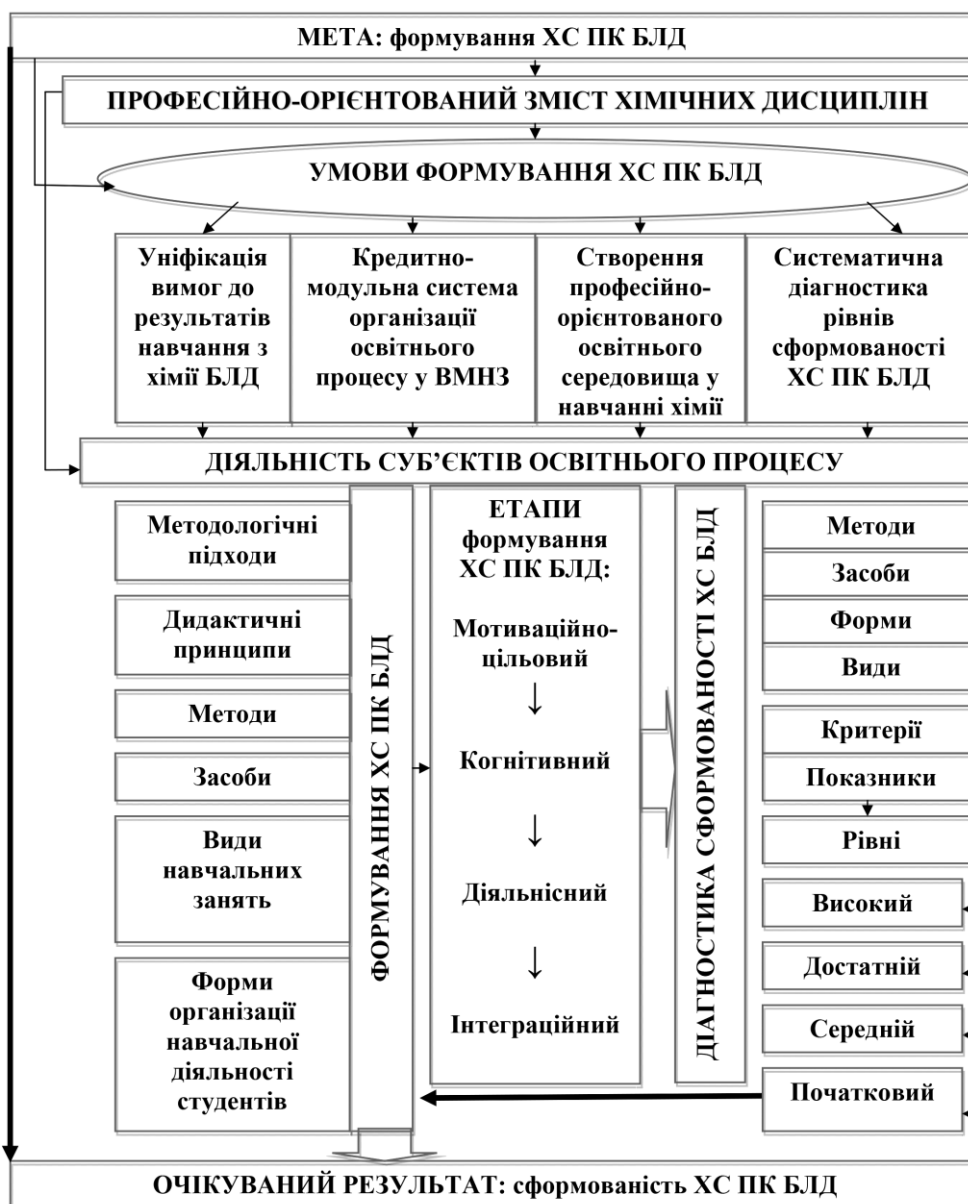 МЕТА: формування ХС ПК БЛД
ПРОФЕСІЙНО-ОРІЄНТОВАНИЙ ЗМІСТ ХІМІЧНИХ ДИСЦИПЛІН
УМОВИ ФОРМУВАННЯ ХС ПК БЛД
Уніфікація
вимог до
результатів
навчання з
хімії БЛД
Кредитно-
модульна система
організації
освітнього
процесу у ВМНЗ
Створення
професійно-
орієнтованого
освітнього
середовища у
навчанні хімії
Систематична
діагностика
рівнів
сформованості
ХС ПК БЛД
ДІЯЛЬНІСТЬ СУБ’ЄКТІВ ОСВІТНЬОГО ПРОЦЕСУ
Методологічні
підходи
Дидактичні
принципи
Методи
Засоби
Види
навчальних
занять
Форми
організації
навчальної
діяльності
студентів
ФОРМУВАННЯ ХС ПК БЛД
ЕТАПИ
формування
ХС ПК БЛД:
Мотиваційно-
цільовий
Когнітивний
Діяльнісний
Інтеграційний
ДІАГНОСТИКА СФОРМОВАНОСТІ ХС БЛД
Методи
Засоби
Форми
Види
Критерії
Показники
Рівні
Високий
Достатній
Середній
Початковий
ОЧІКУВАНИЙ РЕЗУЛЬТАТ: сформованість ХС ПК БЛД